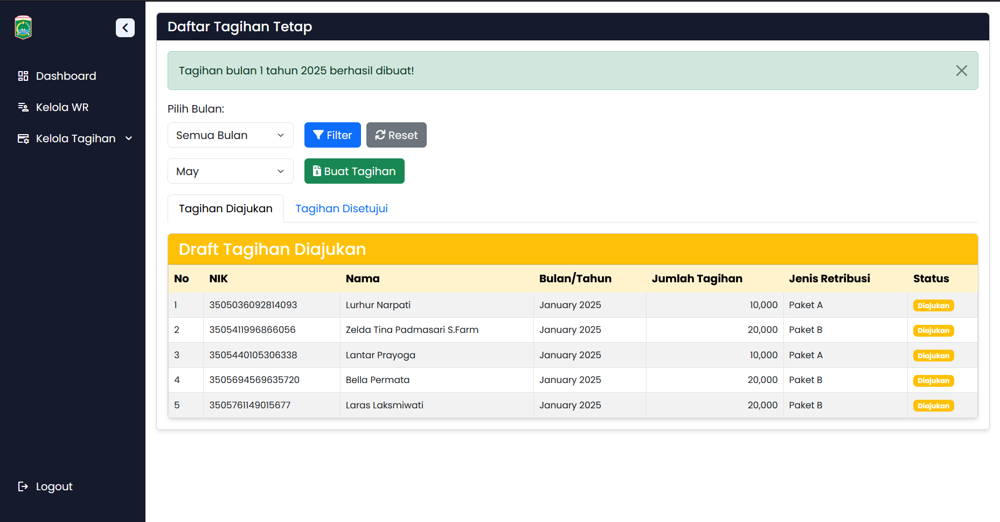 Daftar Tagihan Tetap
Tagihan bulan 1 tahun 2025 berhasil dibuat!
Dashboard
Kelola WR
Kelola Tagihan
Pilih Bulan:
Semua Bulan Filter Reset
May Buat Tagihan
Tagihan Diajukan Tagihan Disetujui
Draft Tagihan Diajukan
No NIK Nama Bulan/Tahun Jumlah Tagihan Jenis Retribusi Status
1 3505036092814093 Lurhur Narpati January 2025 10,000 Paket A Diajukan
2 3505411996866056 Zelda Tina Padmasari S.Farm January 2025 20,000 Paket B Diajukan
3 3505440105306338 Lantar Prayoga January 2025 10,000 Paket A Diajukan
4 3505694569635720 Bella Permata January 2025 20,000 Paket B Diajukan
5 3505761149015677 Laras Laksmiwati January 2025 20,000 Paket B Diajukan
Logout